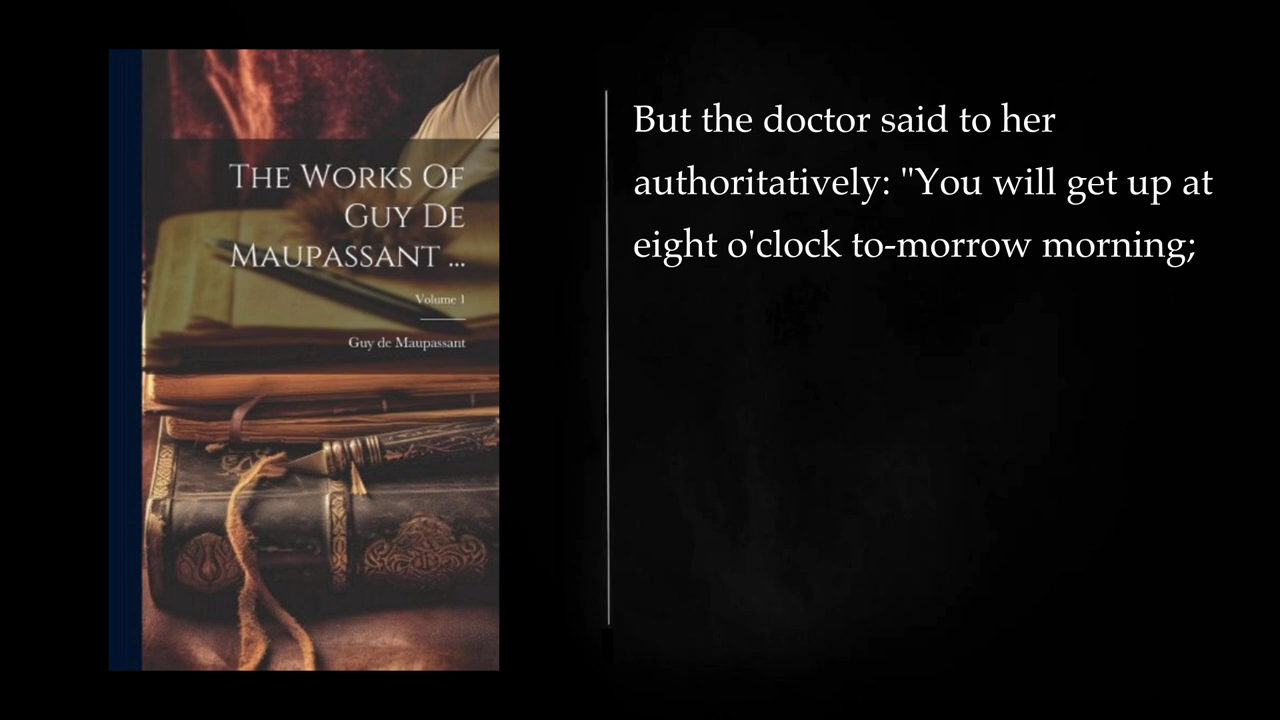 THE WORKS OF
GUY DE
MAUPASSANT ...
Volume 1
Guy de Maupassant
But the doctor said to her
authoritatively: "You will get up at
eight o'clock to-morrow morning;